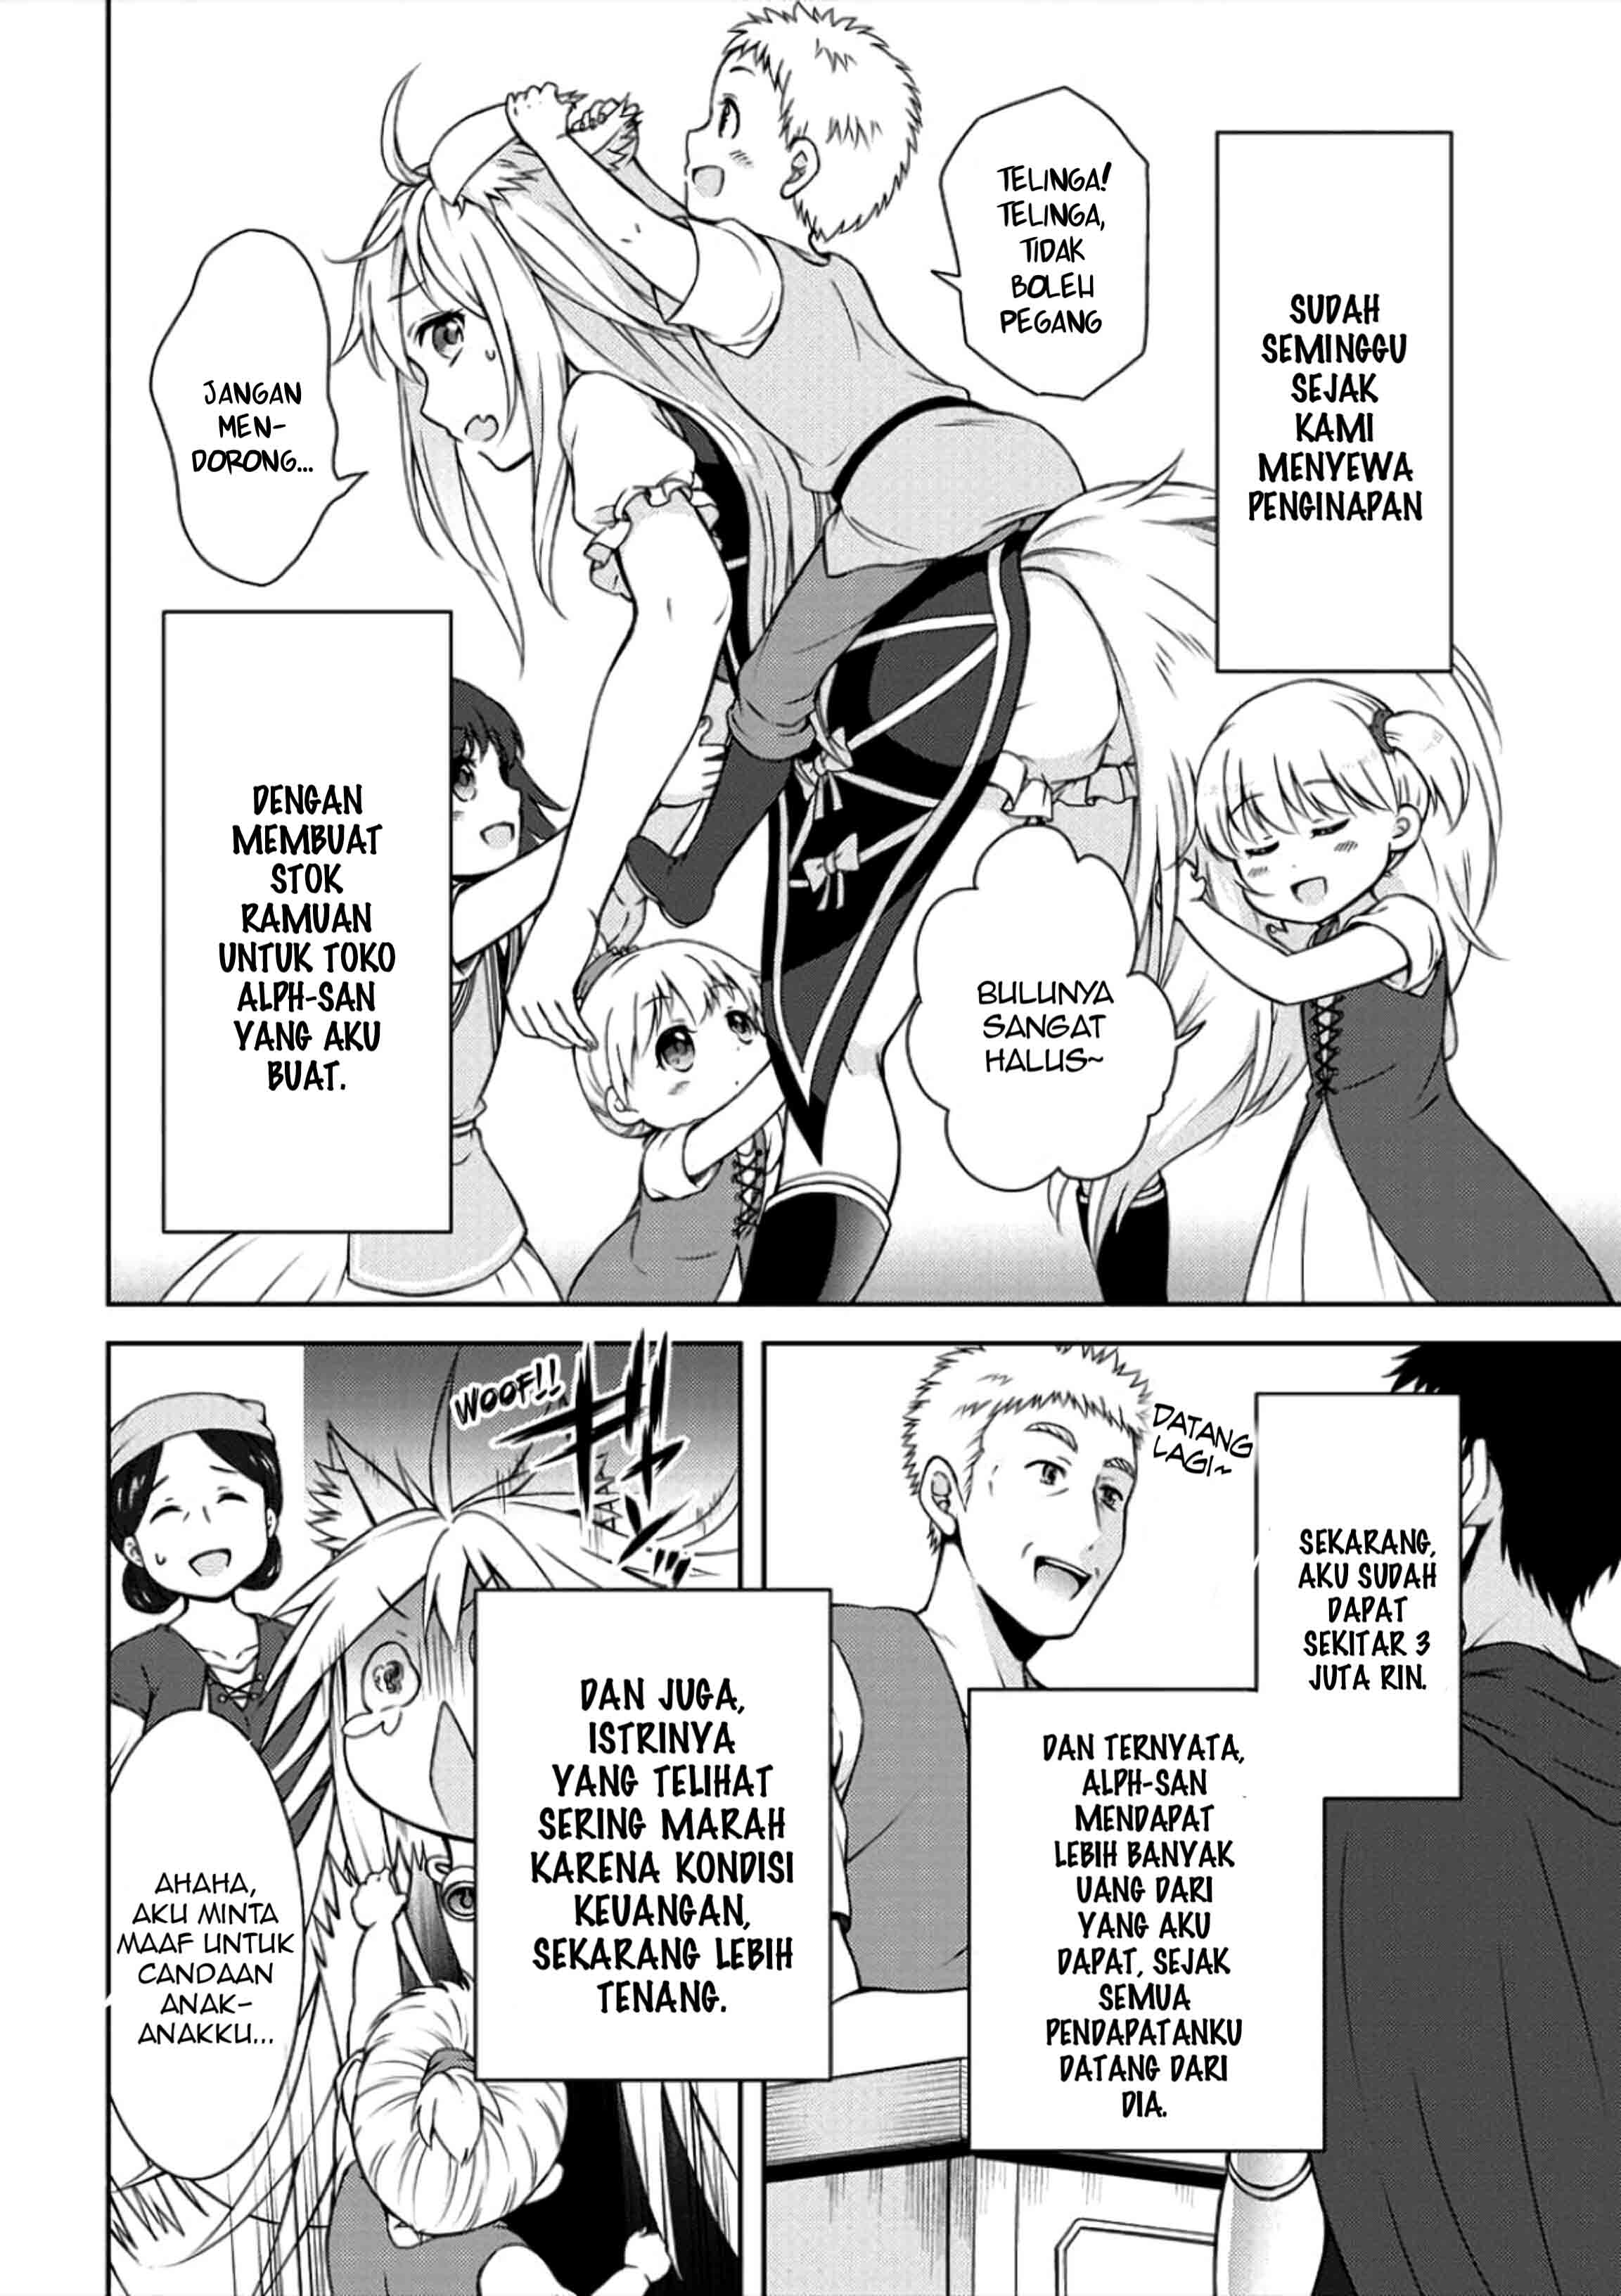 SUDAH
SEMINGGU
SEJAK
KAMI
MENYEWA
PENGINAPAN
TELINGA!
TELINGA,
TIDAK
BOLEH
PEGANG
JANGAN
MEN-
DORONG...
DENGAN
MEMBUAT
STOK
RAMUAN
UNTUK TOKO
ALPH-SAN
YANG AKU
BUAT.
BULUNYA
SANGAT
HALUS~
DATANG
LAGI~
SEKARANG,
AKU SUDAH
DAPAT
SEKITAR 3
JUTA RIN.
DAN TERNYATA,
ALPH-SAN
MENDAPAT
LEBIH BANYAK
UANG DARI
YANG AKU
DAPAT, SEJAK
SEMUA
PENDAPATANKU
DATANG DARI
DIA.
WOOF!!
DAN JUGA,
ISTRINYA
YANG TELIHAT
SERING MARAH
KARENA KONDISI
KEUANGAN,
SEKARANG LEBIH
TENANG.
AHAHA,
AKU MINTA
MAAF UNTUK
CANDAAN
ANAK-
ANAKKU...